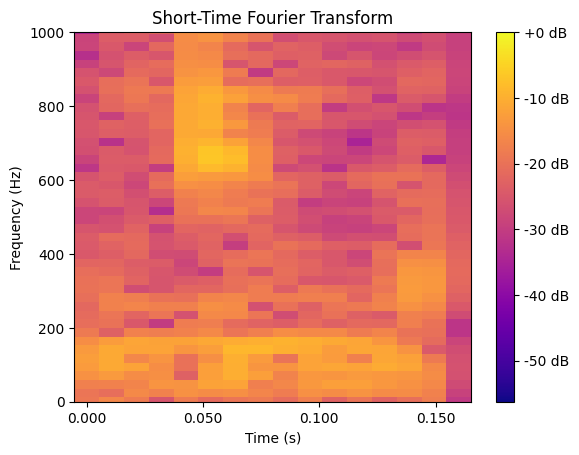 Short-Time Fourier Transform
Frequency (Hz)
1000
800
600
400
200
0
0.000
0.050
0.100
0.150
Time (s)
+0 dB
-10 dB
-20 dB
-30 dB
-40 dB
-50 dB